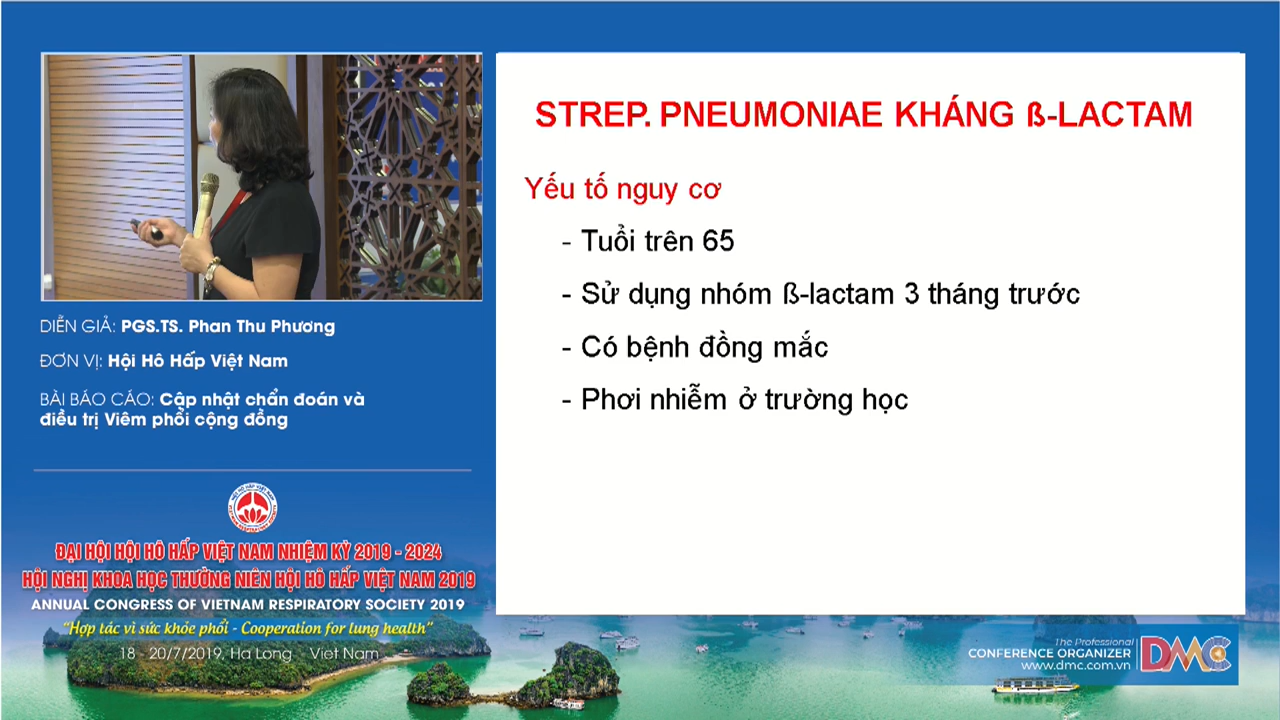 STREP. PNEUMONIAE KHÁNG ß-LACTAM
Yếu tố nguy cơ
- Tuổi trên 65
- Sử dụng nhóm ß-lactam 3 tháng trước
- Có bệnh đồng mắc
- Phơi nhiễm ở trường học
DIỄN GIẢ: PGS.TS. Phan Thu Phương
ĐƠN VỊ: Hội Hô Hấp Việt Nam
BÀI BÁO CÁO: Cập nhật chẩn đoán và
điều trị Viêm phổi cộng đồng
ĐẠI HỘI HỘI HÔ HẤP VIỆT NAM NHIỆM KỲ 2019 - 2024
HỘI NGHỊ KHOA HỌC THƯỜNG NIÊN HỘI HÔ HẤP VIỆT NAM 2019
ANNUAL CONGRESS OF VIETNAM RESPIRATORY SOCIETY 2019
"Hợp tác vì sức khỏe phổi - Cooperation for lung health"
18 - 20/7/2019, Ha Long - Viet Nam
The Professional
CONFERENCE ORGANIZER
www.dmc.com.vn
DMC